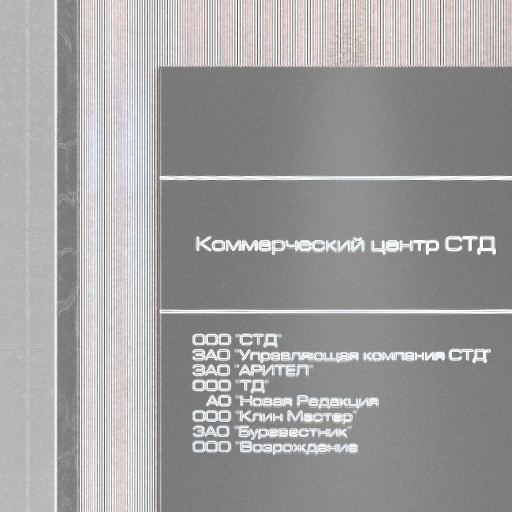 Коммерческий центр СТД
ООО "СТД"
ЗАО "Управляющая компания СТД"
ЗАО "АРИТЕЛ"
ООО "ТД"
АО "Новая Редакция
ООО "Клин Мастер"
ЗАО "Буревестник"
ООО "Возрождение